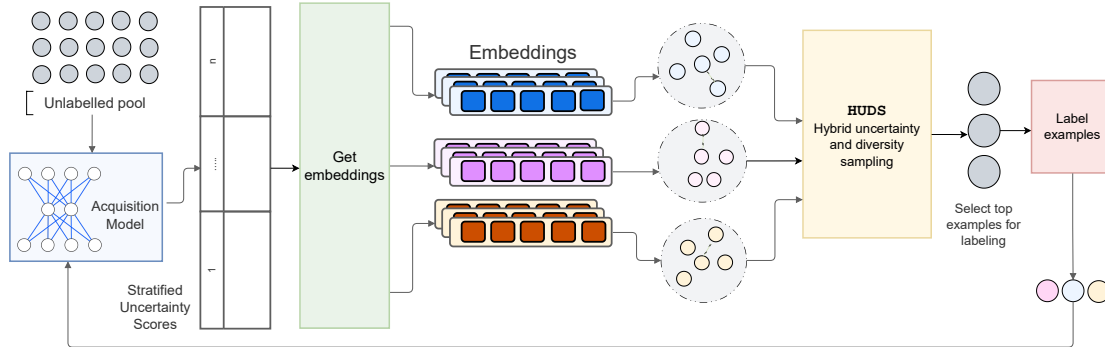 Unlabelled pool
Acquisition
Model
Stratified
Uncertainty
Scores
n
....
1
Get
embeddings
Embeddings
HUDS
Hybrid uncertainty
and diversity
sampling
Select top
examples for
labeling
Label
examples